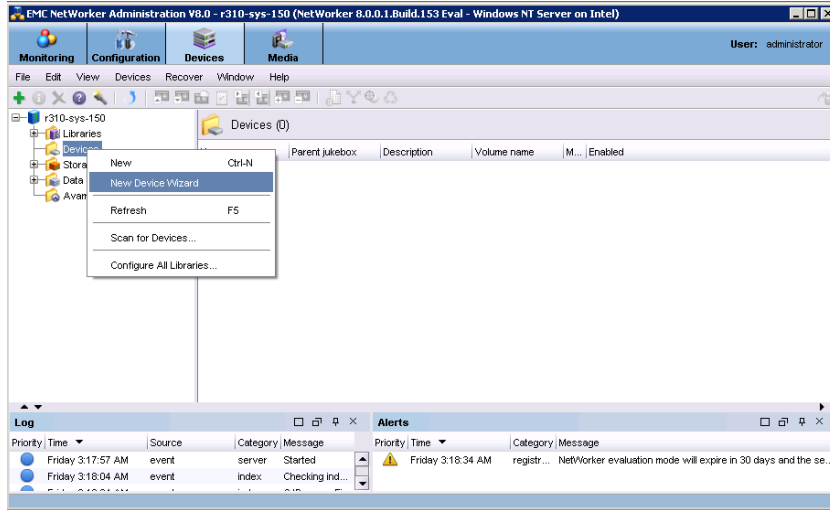 EMC NetWorker Administration V8.0 - r310-sys-150 (NetWorker 8.0.0.1.Build.153 Eval - Windows NT Server on Intel)
Monitoring Configuration Devices Media
User: administrator
File Edit View Devices Recover Window Help
r310-sys-150
Devices (0)
Libraries
Parent jukebox Description Volume name M... Enabled
New Ctrl-N
New Device Wizard
Data
Refresh F5
Scan for Devices...
Configure All Libraries...
Log
Alerts
Priority Time Source Category Message
Priority Time Category Message
Friday 3:17:57 AM event server Started
Friday 3:18:34 AM registr... NetWorker evaluation mode will expire in 30 days and the se..
Friday 3:18:04 AM event index Checking ind...